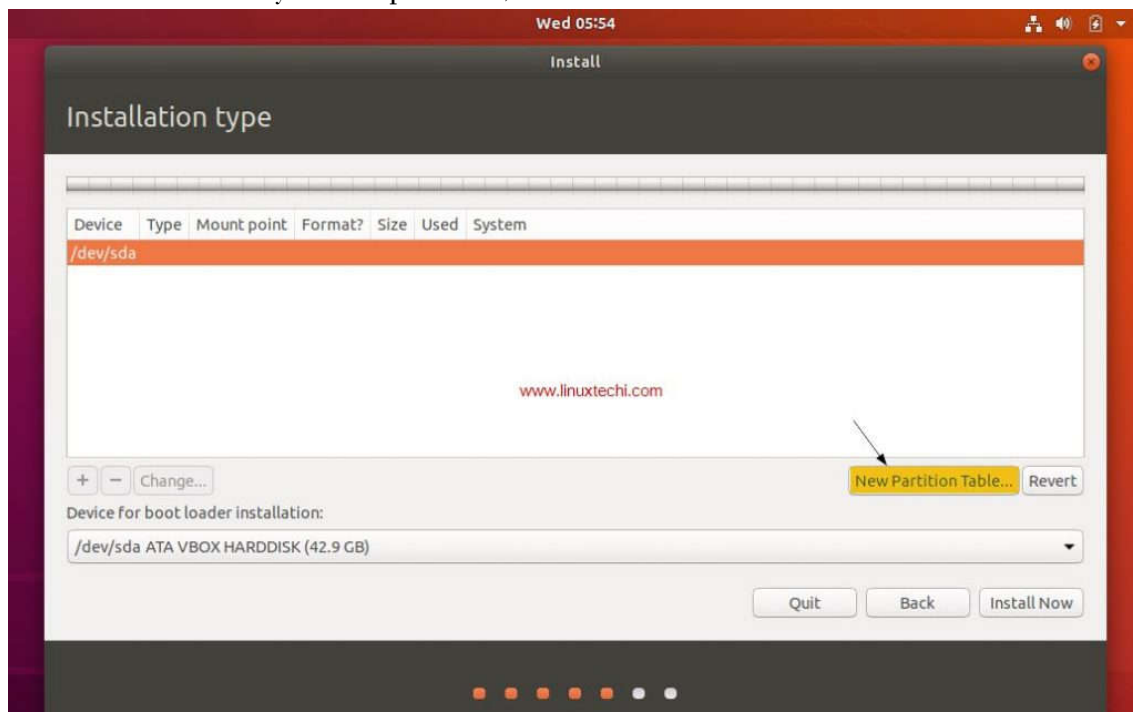 Wed 05:54
Install
Installation type
Device Type Mount point Format? Size Used System
/dev/sda
www.linuxtechi.com
+ - Change... New Partition Table... Revert
Device for boot loader installation:
/dev/sda ATA VBOX HARDDISK (42.9 GB)
Quit Back Install Now